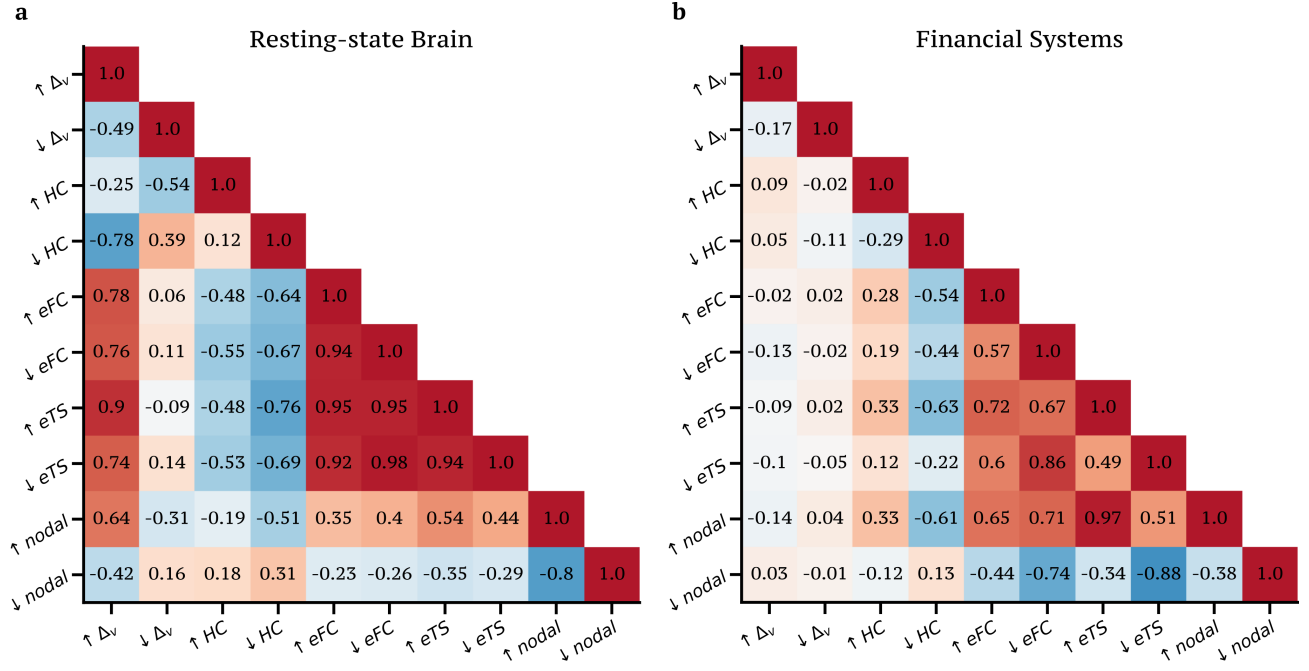 a
Resting-state Brain
↑ Δv 1.0
↓ Δv -0.49 1.0
↑ HC -0.25 -0.54 1.0
↓ HC -0.78 0.39 0.12 1.0
↑ eFC 0.78 0.06 -0.48 -0.64 1.0
↓ eFC 0.76 0.11 -0.55 -0.67 0.94 1.0
↑ eTS 0.9 -0.09 -0.48 -0.76 0.95 0.95 1.0
↓ eTS 0.74 0.14 -0.53 -0.69 0.92 0.98 0.94 1.0
↑ nodal 0.64 -0.31 -0.19 -0.51 0.35 0.4 0.54 0.44 1.0
↓ nodal -0.42 0.16 0.18 0.31 -0.23 -0.26 -0.35 -0.29 -0.8 1.0
↑ Δv ↓ Δv ↑ HC ↓ HC ↑ eFC ↓ eFC ↑ eTS ↓ eTS ↑ nodal ↓ nodal
b
Financial Systems
↑ Δv 1.0
↓ Δv -0.17 1.0
↑ HC 0.09 -0.02 1.0
↓ HC 0.05 -0.11 -0.29 1.0
↑ eFC -0.02 0.02 0.28 -0.54 1.0
↓ eFC -0.13 -0.02 0.19 -0.44 0.57 1.0
↑ eTS -0.09 0.02 0.33 -0.63 0.72 0.67 1.0
↓ eTS -0.1 -0.05 0.12 -0.22 0.6 0.86 0.49 1.0
↑ nodal -0.14 0.04 0.33 -0.61 0.65 0.71 0.97 0.51 1.0
↓ nodal 0.03 -0.01 -0.12 0.13 -0.44 -0.74 -0.34 -0.88 -0.38 1.0
↑ Δv ↓ Δv ↑ HC ↓ HC ↑ eFC ↓ eFC ↑ eTS ↓ eTS ↑ nodal ↓ nodal